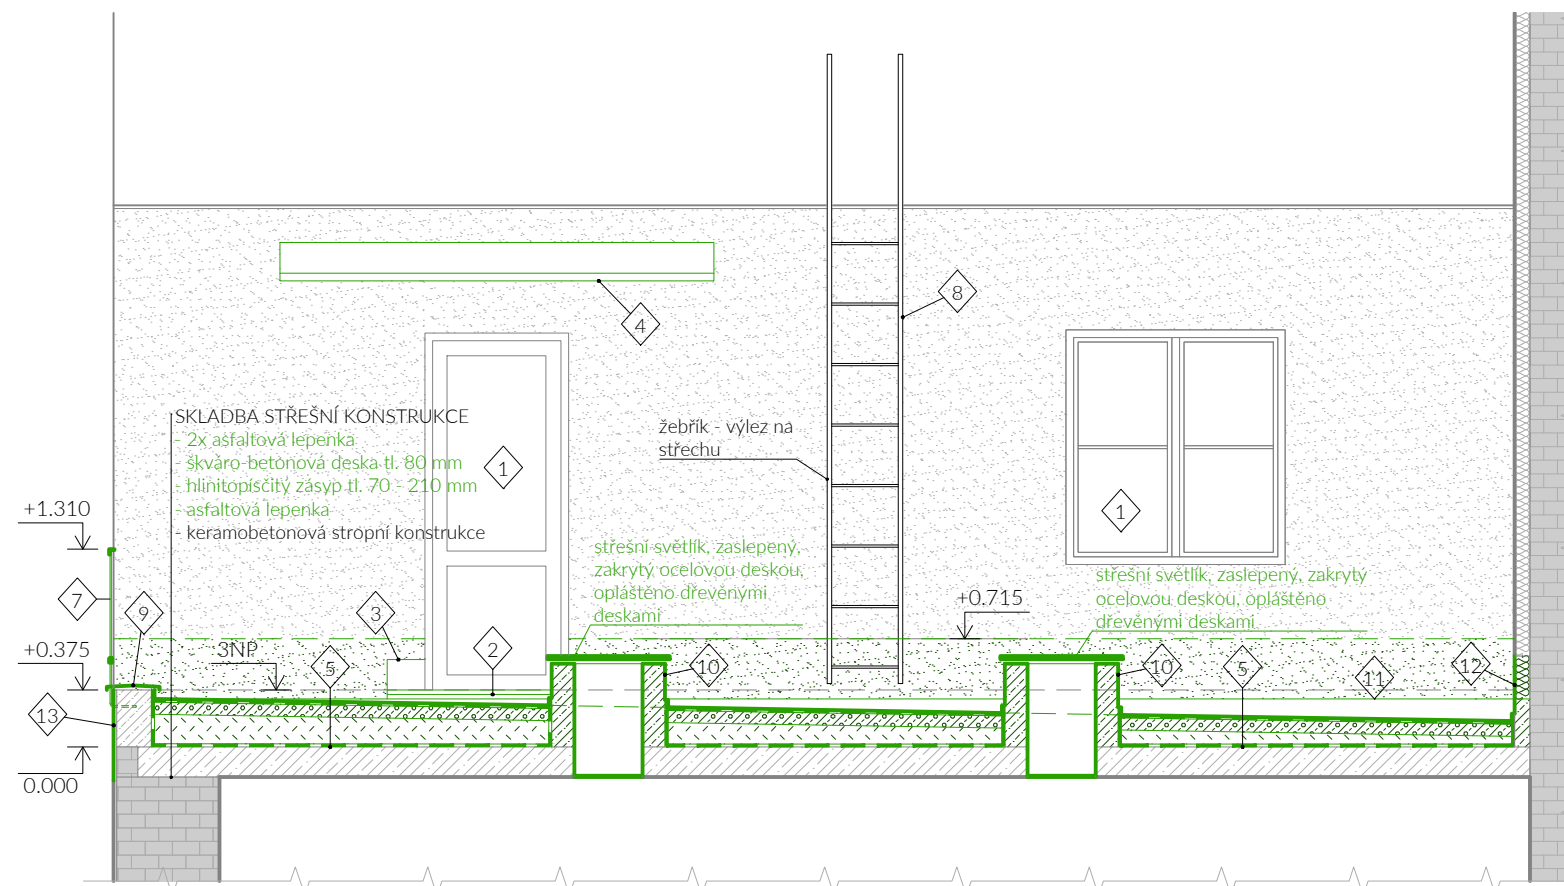 4
8
SKLADBA STŘEŠNÍ KONSTRUKCE
- 2x asfaltová lepenka
- škváro-betonová deska tl. 80 mm
- hlinitopísčitý zásyp tl. 70 - 210 mm
- asfaltová lepenka
- keramobetonová stropní konstrukce
1
žebřík - výlez na
střechu
1
+1.310
střešní světlík, zaslepený,
zakrytý ocelovou deskou,
opláštěno dřevěnými
deskami
střešní světlík, zaslepený, zakrytý
ocelovou deskou, opláštěno
dřevěnými deskami
7
9
3
+0.715
+0.375
3NP
5
2
10
10
5
11
12
13
0.000